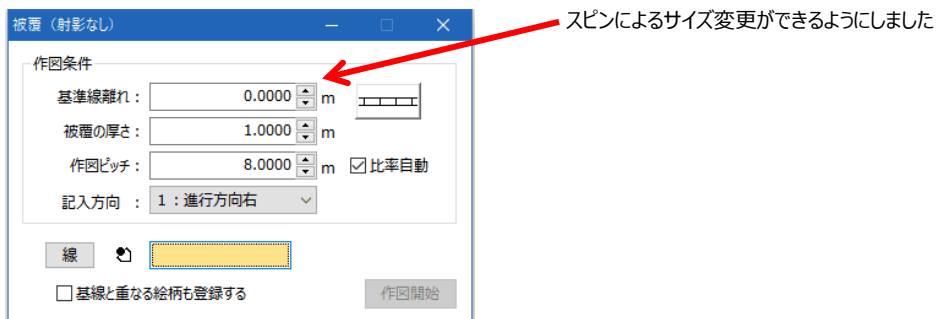 被覆（射影なし）
スピンによるサイズ変更ができるようにしました
作図条件
基準線離れ： 0.0000 m
被覆の厚さ： 1.0000 m
作図ピッチ： 8.0000 m 比率自動
記入方向 ： 1 ：進行方向右
線
基線と重なる絵柄も登録する 作図開始